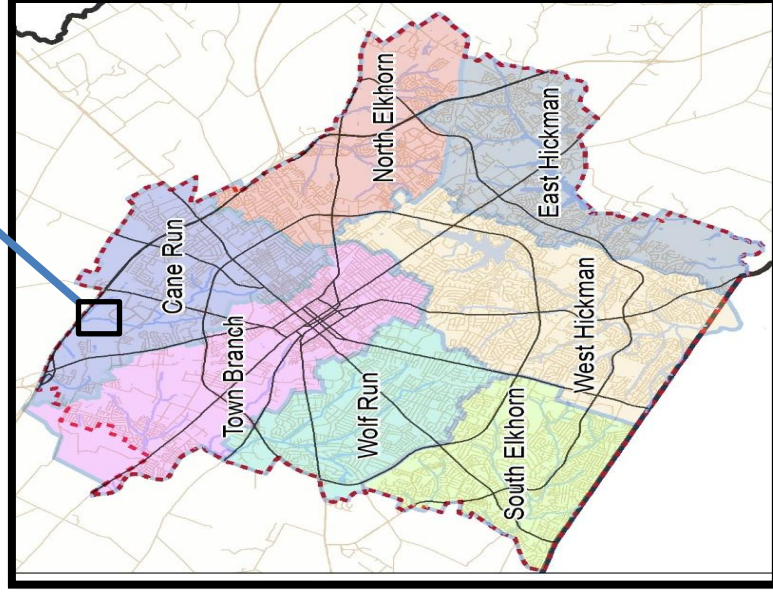 Cane Run
North Elkhorn
Town Branch
East Hickman
Wolf Run
West Hickman
South Elkhorn